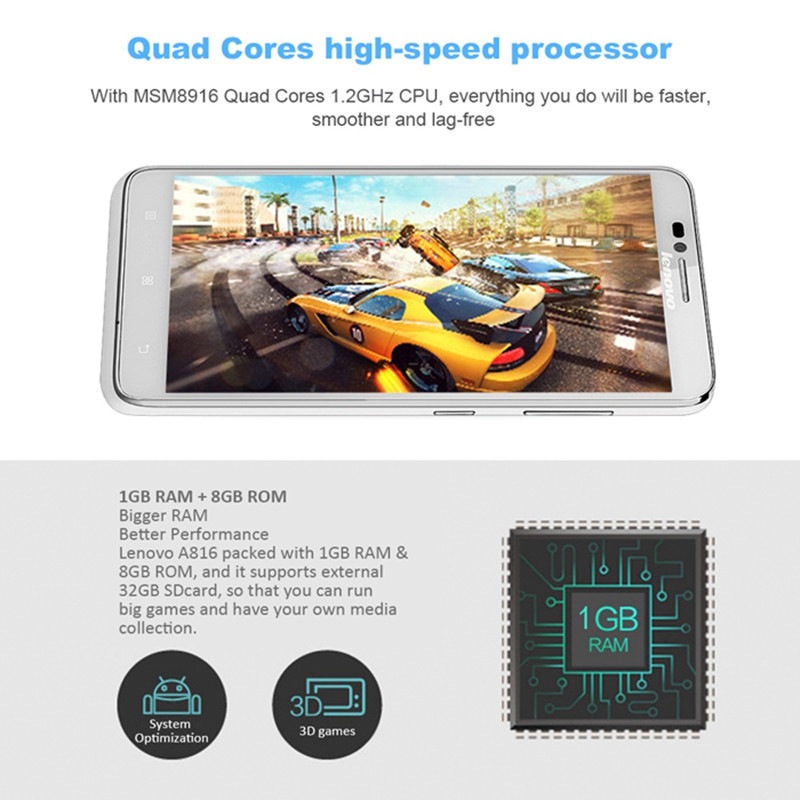 Quad Cores high-speed processor
With MSM8916 Quad Cores 1.2GHz CPU, everything you do will be faster,
smoother and lag-free
lenovo
10
1GB RAM + 8GB ROM
Bigger RAM
Better Performance
Lenovo A816 packed with 1GB RAM &
8GB ROM, and it supports external
32GB SDcard, so that you can run
big games and have your own media
collection.
1GB
RAM
System
Optimization
3D
3D games